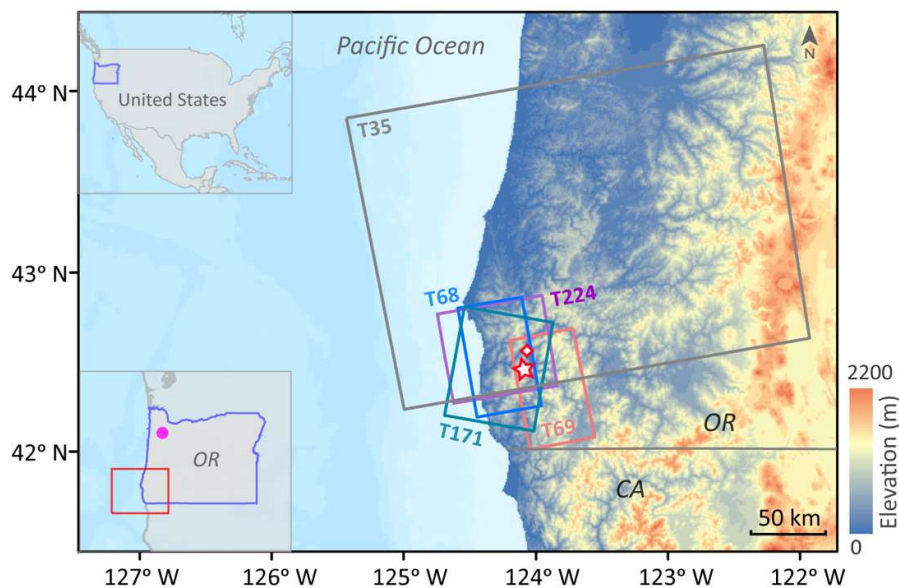 Pacific Ocean
N
United States
44° N
T35
43° N
T68
T224
T69
T171
42° N
OR
OR
CA
2200
Elevation (m)
0
50 km
127° W
126° W
125° W
124° W
123° W
122° W